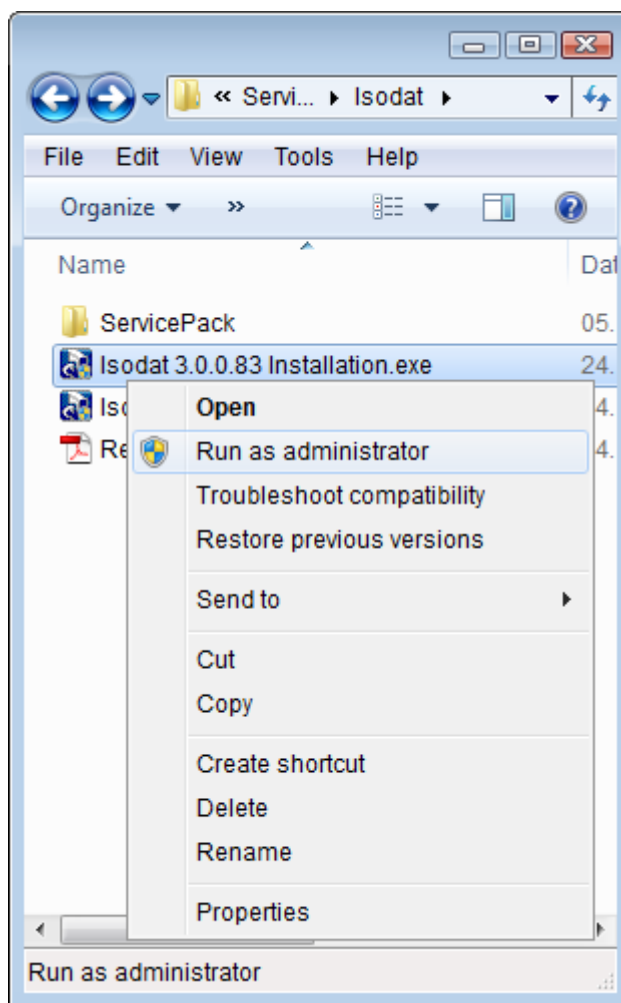 « Servi... Isodat
File Edit View Tools Help
Organize »
Name Dat
ServicePack 05.
Isodat 3.0.0.83 Installation.exe 24.
Iso 4.
Re 4.
Open
Run as administrator
Troubleshoot compatibility
Restore previous versions
Send to
Cut
Copy
Create shortcut
Delete
Rename
Properties
Run as administrator